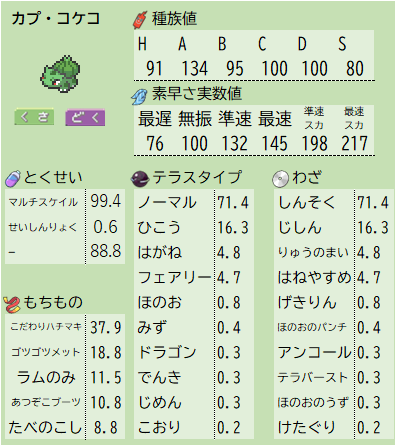 カプ・コケコ
くさ どく
種族値
H A B C D S
91 134 95 100 100 80
素早さ実数値
最遅 無振 準速 最速 準速スカ 最速スカ
76 100 132 145 198 217
とくせい
マルチスケイル 99.4
せいしんりょく 0.6
- 88.8
もちもの
こだわりハチマキ 37.9
ゴツゴツメット 18.8
ラムのみ 11.5
あつぞこブーツ 10.8
たべのこし 8.8
テラスタイプ
ノーマル 71.4
ひこう 16.3
はがね 4.8
フェアリー 4.7
ほのお 0.8
みず 0.4
ドラゴン 0.3
でんき 0.3
じめん 0.3
こおり 0.2
わざ
しんそく 71.4
じしん 16.3
りゅうのまい 4.8
はねやすめ 4.7
げきりん 0.8
ほのおのパンチ 0.4
アンコール 0.3
テラバースト 0.3
ほのおのうず 0.3
けたぐり 0.2